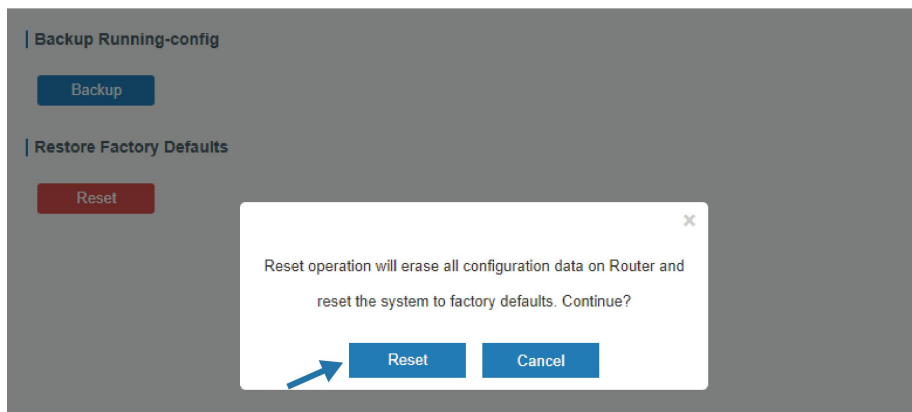 Backup Running-config
Backup
Restore Factory Defaults
Reset
×
Reset operation will erase all configuration data on Router and
reset the system to factory defaults. Continue?
Reset Cancel